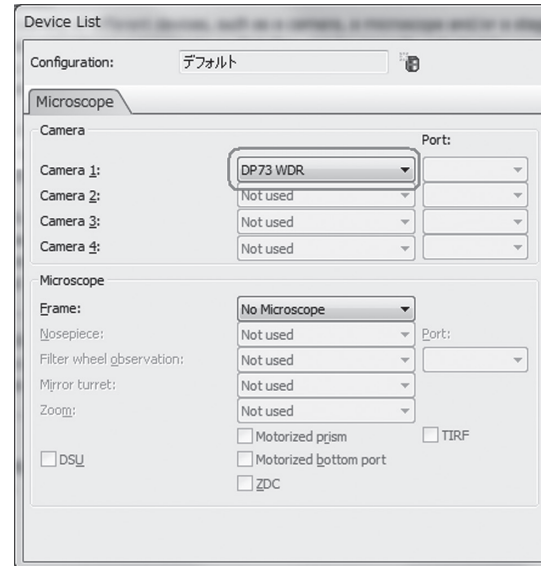 Device List
Configuration: デフォルト
Microscope
Camera
Port:
Camera 1: DP73 WDR
Camera 2: Not used
Camera 3: Not used
Camera 4: Not used
Microscope
Frame: No Microscope
Nosepiece: Not used Port:
Filter wheel observation: Not used
Mirror turret: Not used
Zoom: Not used
Motorized prism TIRF
DSU Motorized bottom port
ZDC